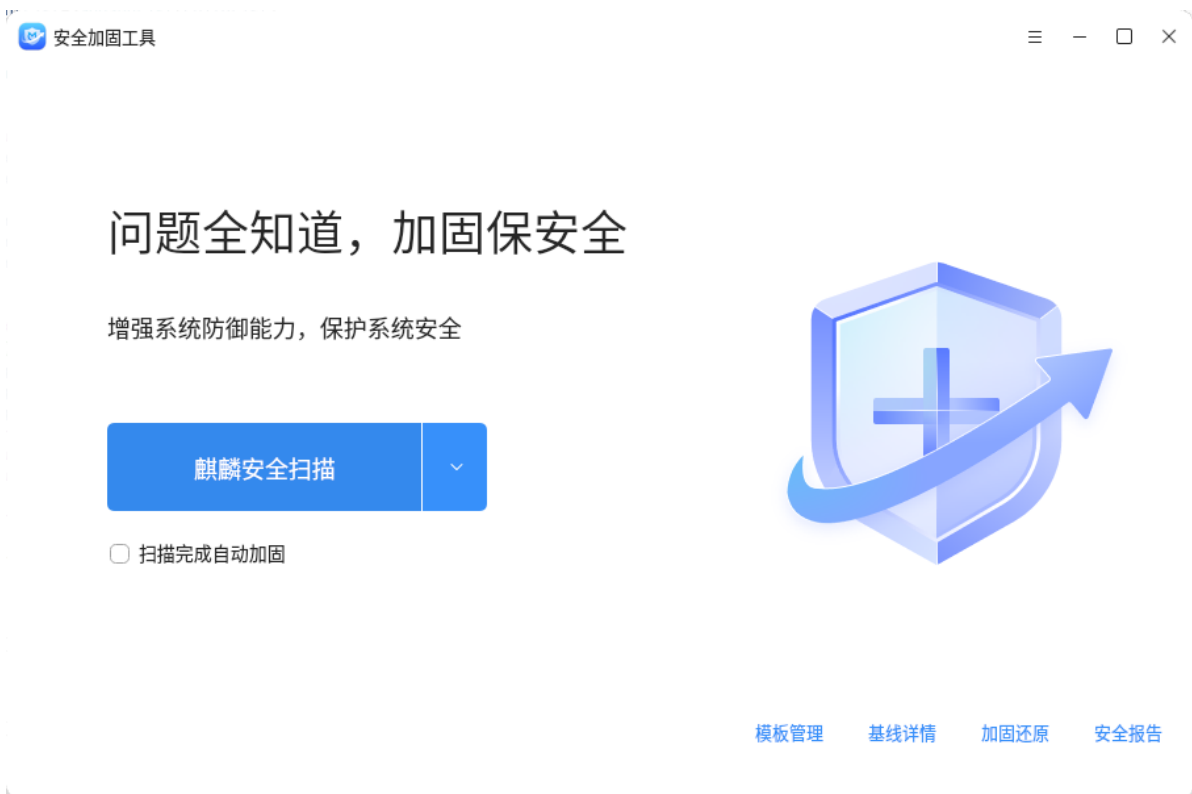 安全加固工具
问题全知道，加固保安全
增强系统防御能力，保护系统安全
麒麟安全扫描
扫描完成自动加固
模板管理 基线详情 加固还原 安全报告